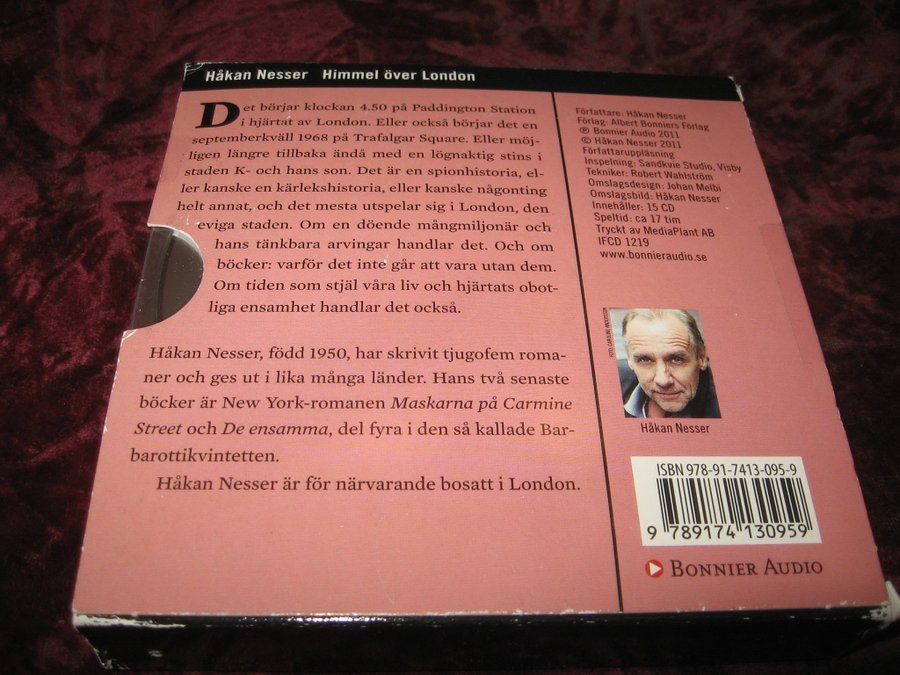 Håkan Nesser Himmel över London
Det börjar klockan 4.50 på Paddington Station
i hjärtat av London. Eller också börjar det en
septemberkväll 1968 på Trafalgar Square. Eller möj-
ligen längre tillbaka ändå med en lögnaktig stins i
staden K- och hans son. Det är en spionhistoria, el-
ler kanske en kärlekshistoria, eller kanske någonting
helt annat, och det mesta utspelar sig i London, den
eviga staden. Om en döende mångmiljonär och
hans tänkbara arvingar handlar det. Och om
böcker: varför det inte går att vara utan dem.
Om tiden som stjäl våra liv och hjärtats obot-
liga ensamhet handlar det också.
Håkan Nesser, född 1950, har skrivit tjugofem roma-
ner och ges ut i lika många länder. Hans två senaste
böcker är New York-romanen Maskarna på Carmine
Street och De ensamma, del fyra i den så kallade Bar-
barottikvintetten.
Håkan Nesser är för närvarande bosatt i London.
Författare: Håkan Nesser
Förlag: Albert Bonniers Förlag
℗ Bonnier Audio 2011
© Håkan Nesser 2011
Författaruppläsning
Inspelning: Sandkvie Studio, Visby
Tekniker: Robert Wahlström
Omslagsdesign: Johan Melbi
Omslagsbild: Håkan Nesser
Innehåller: 15 CD
Speltid: ca 17 tim
Tryckt av MediaPlant AB
IFCD 1219
www.bonnieraudio.se
FOTO: CAROLINE ANDERSSON
Håkan Nesser
ISBN 978-91-7413-095-9
9 789174 130959
BONNIER AUDIO